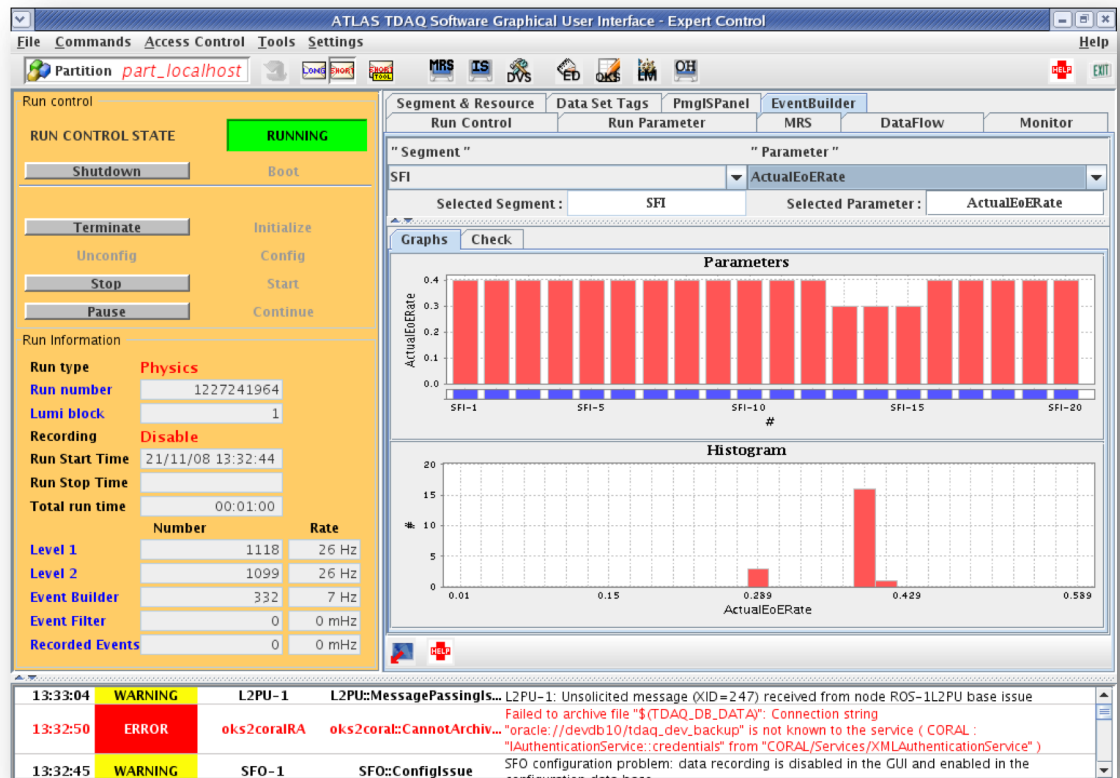 ATLAS TDAQ Software Graphical User Interface - Expert Control
File Commands Access Control Tools Settings Help
Partition part_localhost LONG SHORT SHORT TOOL MRS IS DVS ED OKS LM OH HELP EXIT
Run control
RUN CONTROL STATE RUNNING
Shutdown Boot
Terminate Initialize
Unconfig Config
Stop Start
Pause Continue
Run Information
Run type Physics
Run number 1227241964
Lumi block 1
Recording Disable
Run Start Time 21/11/08 13:32:44
Run Stop Time
Total run time 00:01:00
Number Rate
Level 1 1118 26 Hz
Level 2 1099 26 Hz
Event Builder 332 7 Hz
Event Filter 0 0 mHz
Recorded Events 0 0 mHz
Segment & Resource Data Set Tags PmgISPanel EventBuilder
Run Control Run Parameter MRS DataFlow Monitor
" Segment " " Parameter "
SFI ActualEoERate
Selected Segment : SFI Selected Parameter : ActualEoERate
Graphs Check
Parameters
ActualEoERate
0.4
0.3
0.2
0.1
0.0
SFI-1 SFI-5 SFI-10 SFI-15 SFI-20
#
Histogram
#
20
15
10
5
0
0.01 0.15 0.289 0.429 0.589
ActualEoERate
HELP
13:33:04 WARNING L2PU-1 L2PU::MessagePassingIs... L2PU-1: Unsolicited message (XID=247) received from node ROS-1L2PU base issue
13:32:50 ERROR oks2coralRA oks2coral::CannotArchiv... Failed to archive file "$(TDAQ_DB_DATA)": Connection string
"oracle://devdb10/tdaq_dev_backup" is not known to the service ( CORAL :
"IAuthenticationService::credentials" from "CORAL/Services/XMLAuthenticationService" )
13:32:45 WARNING SFO-1 SFO::ConfigIssue SFO configuration problem: data recording is disabled in the GUI and enabled in the
configuration data base